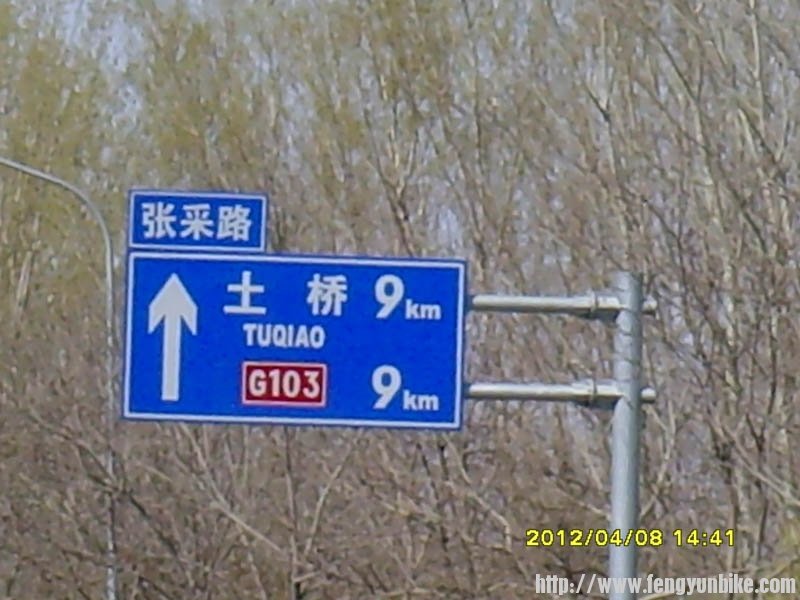 张采路
土桥 9km
TUQIAO
G103 9km
2012/04/08 14:41
http://www.fengyunbike.com